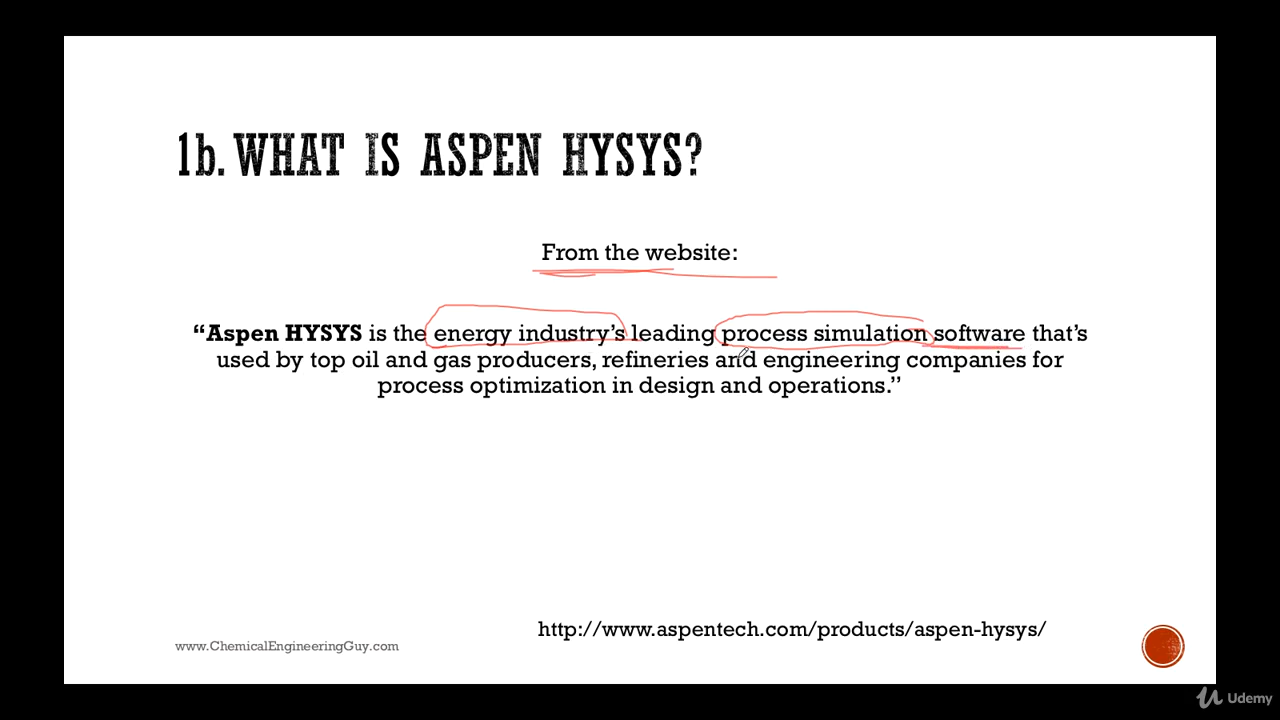 1b. WHAT IS ASPEN HYSYS?
From the website:
“Aspen HYSYS is the energy industry’s leading process simulation software that’s
used by top oil and gas producers, refineries and engineering companies for
process optimization in design and operations.”
http://www.aspentech.com/products/aspen-hysys/
www.ChemicalEngineeringGuy.com
Udemy